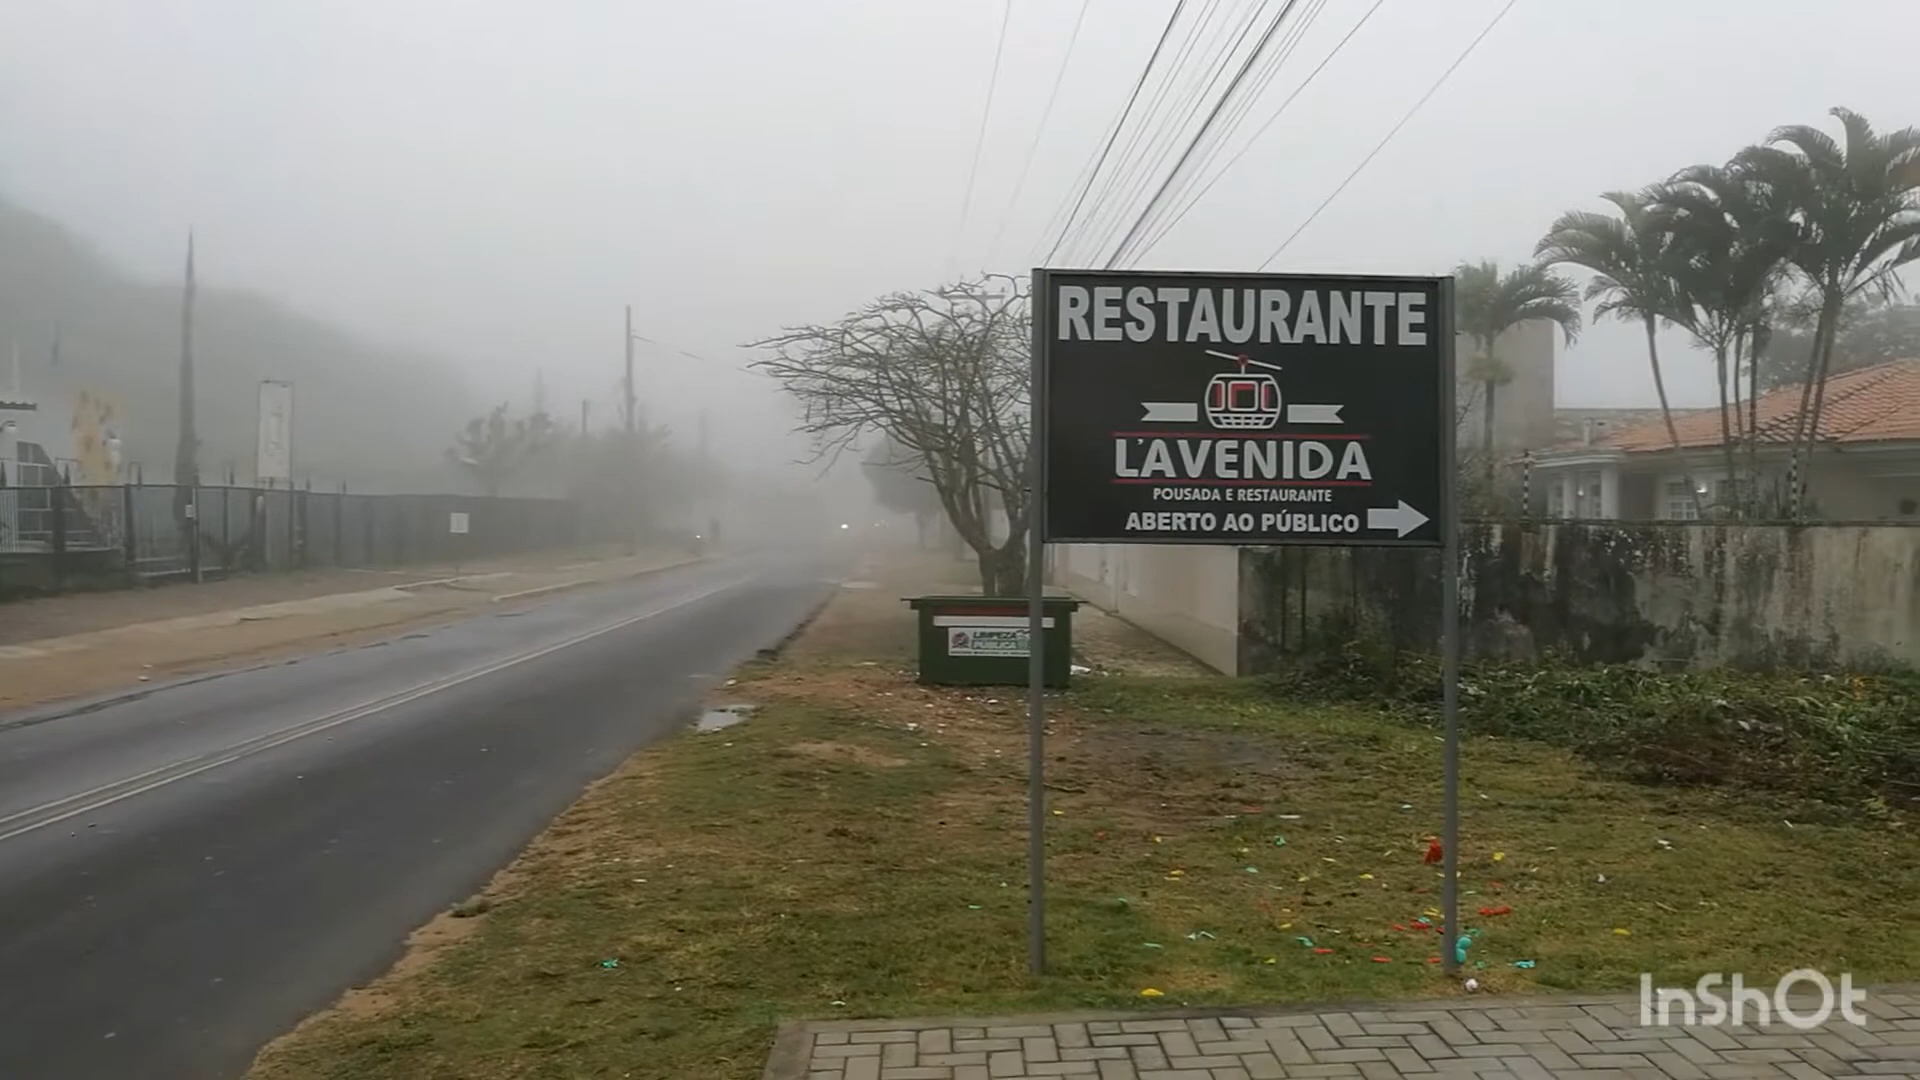 RESTAURANTE
L'AVENIDA
POUSADA E RESTAURANTE
ABERTO AO PÚBLICO
LIMPEZA
PÚBLICA
InShOt